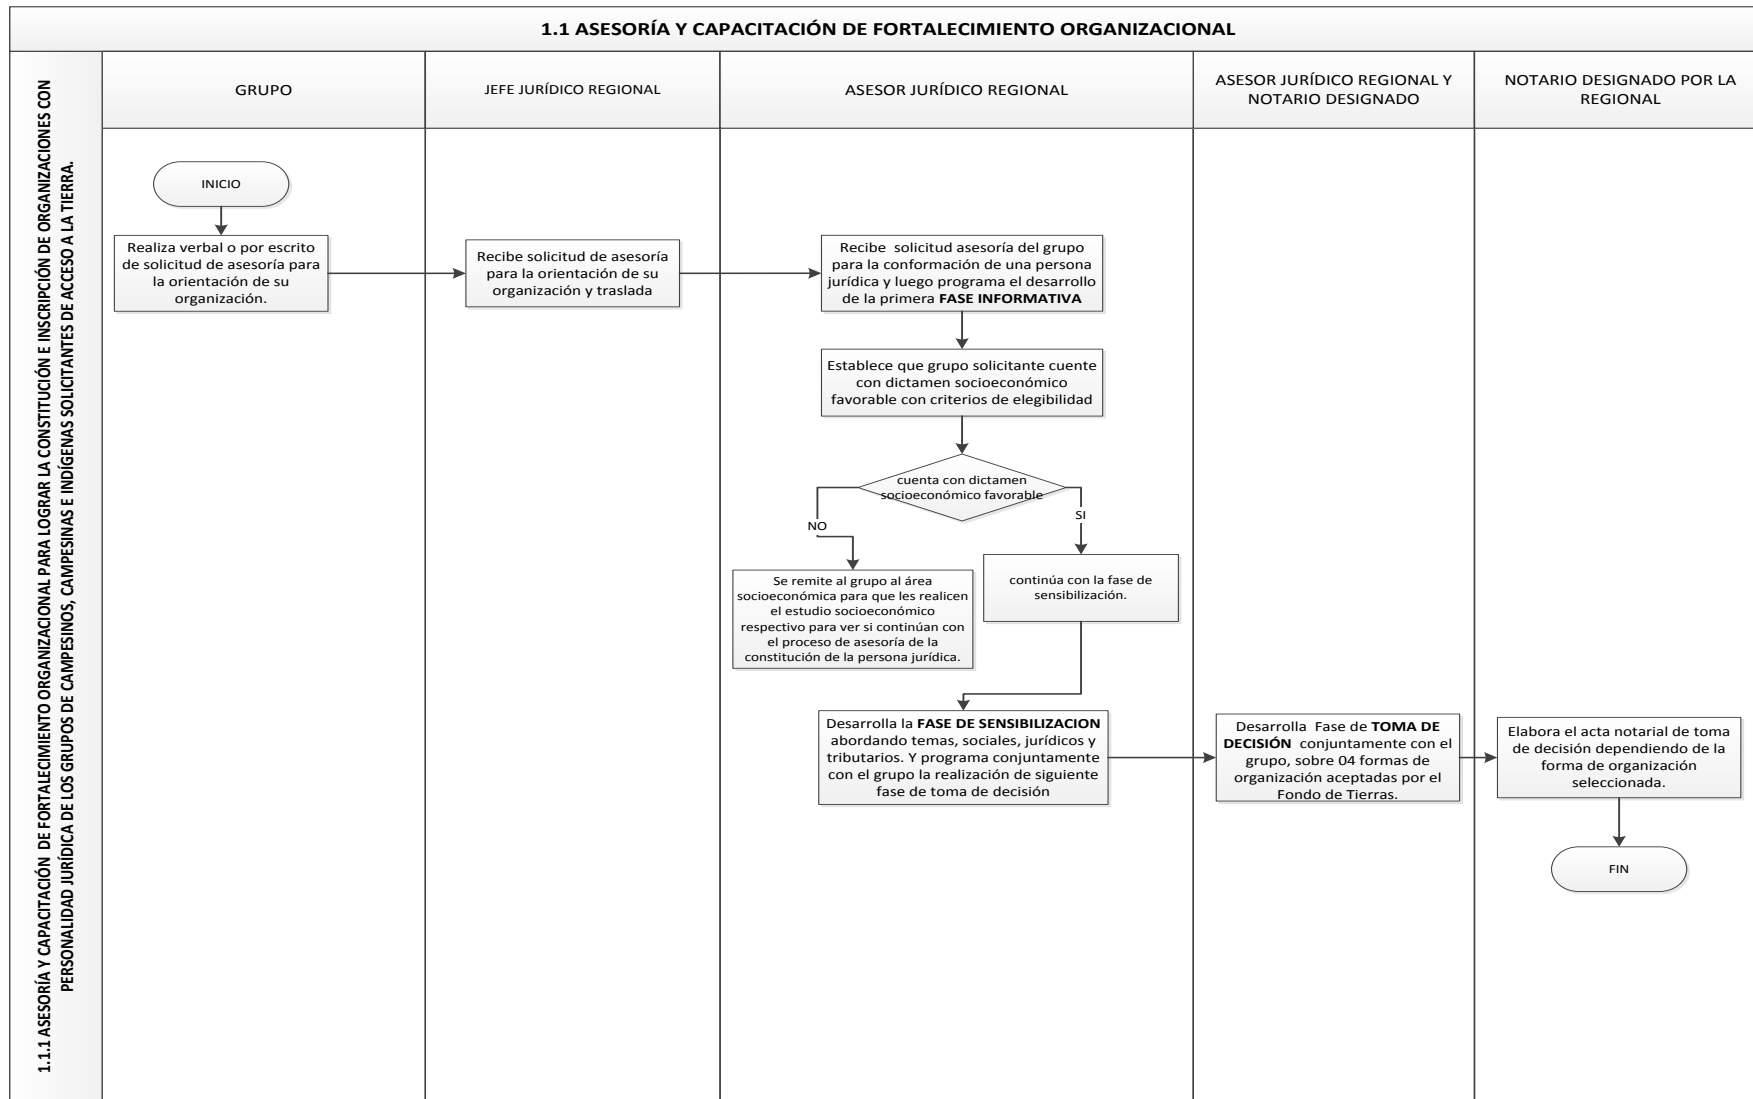 1.1 ASESORÍA Y CAPACITACIÓN DE FORTALECIMIENTO ORGANIZACIONAL
1.1.1 ASESORÍA Y CAPACITACIÓN  DE FORTALECIMIENTO ORGANIZACIONAL PARA LOGRAR LA CONSTITUCIÓN E INSCRIPCIÓN DE ORGANIZACIONES CON
PERSONALIDAD JURÍDICA DE LOS GRUPOS DE CAMPESINOS, CAMPESINAS E INDÍGENAS SOLICITANTES DE ACCESO A LA TIERRA.
GRUPO
JEFE JURÍDICO REGIONAL
ASESOR JURÍDICO REGIONAL
ASESOR JURÍDICO REGIONAL Y
NOTARIO DESIGNADO
NOTARIO DESIGNADO POR LA
REGIONAL
INICIO
Realiza verbal o por escrito
de solicitud de asesoría para
la orientación de su
organización.
Recibe solicitud de asesoría
para la orientación de su
organización y traslada
Recibe  solicitud asesoría del grupo
para la conformación de una persona
jurídica y luego programa el desarrollo
de la primera FASE INFORMATIVA
Establece que grupo solicitante cuente
con dictamen socioeconómico
favorable con criterios de elegibilidad
cuenta con dictamen
socioeconómico favorable
NO
SI
Se remite al grupo al área
socioeconómica para que les realicen
el estudio socioeconómico
respectivo para ver si continúan con
el proceso de asesoría de la
constitución de la persona jurídica.
continúa con la fase de
sensibilización.
Desarrolla la FASE DE SENSIBILIZACION
abordando temas, sociales, jurídicos y
tributarios. Y programa conjuntamente
con el grupo la realización de siguiente
fase de toma de decisión
Desarrolla  Fase de TOMA DE
DECISIÓN  conjuntamente con el
grupo, sobre 04 formas de
organización aceptadas por el
Fondo de Tierras.
Elabora el acta notarial de toma
de decisión dependiendo de la
forma de organización
seleccionada.
FIN